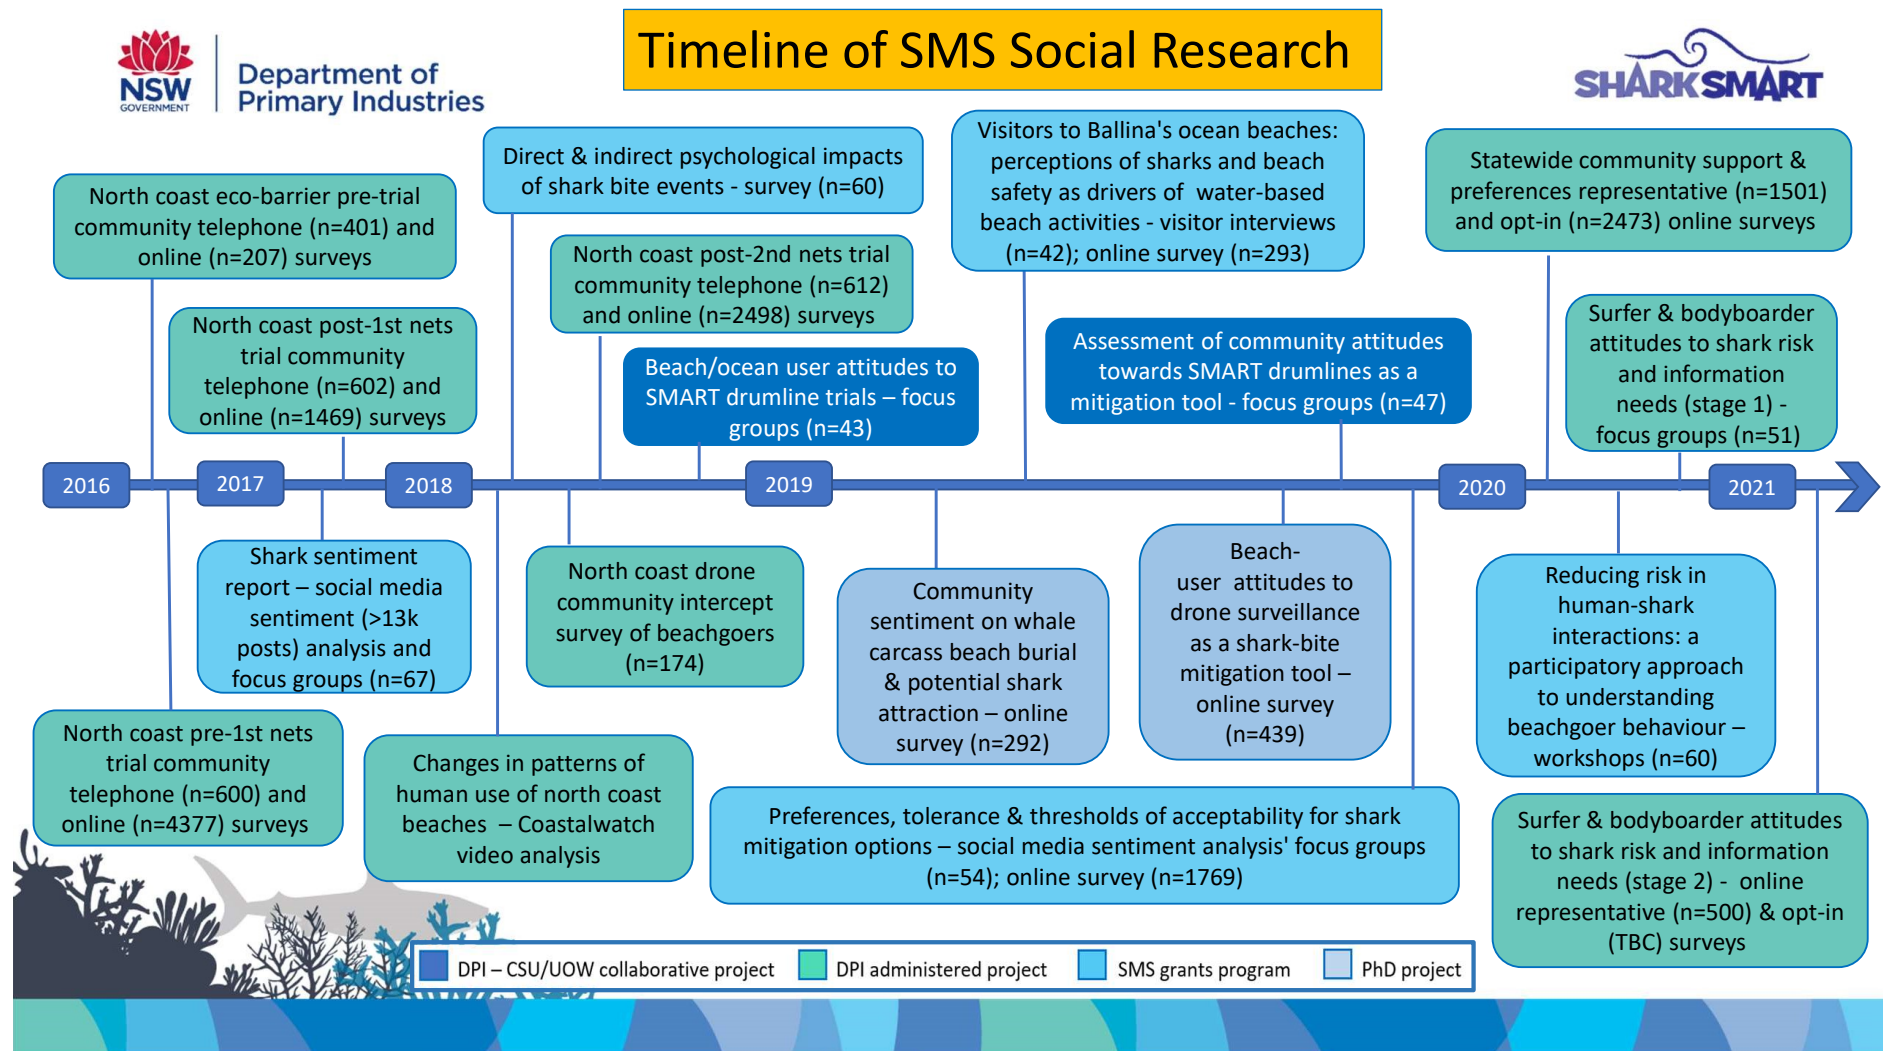 Timeline of SMS Social Research
NSW
GOVERNMENT
Department of
Primary Industries
SHARKSMART
North coast eco-barrier pre-trial
community telephone (n=401) and
online (n=207) surveys
North coast post-1st nets
trial community
telephone (n=602) and
online (n=1469) surveys
Direct & indirect psychological impacts
of shark bite events - survey (n=60)
North coast post-2nd nets trial
community telephone (n=612)
and online (n=2498) surveys
Beach/ocean user attitudes to
SMART drumline trials – focus
groups (n=43)
Visitors to Ballina's ocean beaches:
perceptions of sharks and beach
safety as drivers of  water-based
beach activities - visitor interviews
(n=42); online survey (n=293)
Assessment of community attitudes
towards SMART drumlines as a
mitigation tool - focus groups (n=47)
Statewide community support &
preferences representative (n=1501)
and opt-in (n=2473) online surveys
Surfer & bodyboarder
attitudes to shark risk
and information
needs (stage 1) -
focus groups (n=51)
2016
2017
2018
2019
2020
2021
Shark sentiment
report – social media
sentiment (>13k
posts) analysis and
focus groups (n=67)
North coast pre-1st nets
trial community
telephone (n=600) and
online (n=4377) surveys
Changes in patterns of
human use of north coast
beaches  – Coastalwatch
video analysis
North coast drone
community intercept
survey of beachgoers
(n=174)
Community
sentiment on whale
carcass beach burial
& potential shark
attraction – online
survey (n=292)
Beach-
user  attitudes to
drone surveillance
as a shark-bite
mitigation tool –
online survey
(n=439)
Preferences, tolerance & thresholds of acceptability for shark
mitigation options – social media sentiment analysis' focus groups
(n=54); online survey (n=1769)
Reducing risk in
human-shark
interactions: a
participatory approach
to understanding
beachgoer behaviour –
workshops (n=60)
Surfer & bodyboarder attitudes
to shark risk and information
needs (stage 2) -  online
representative (n=500) & opt-in
(TBC) surveys
DPI – CSU/UOW collaborative project
DPI administered project
SMS grants program
PhD project